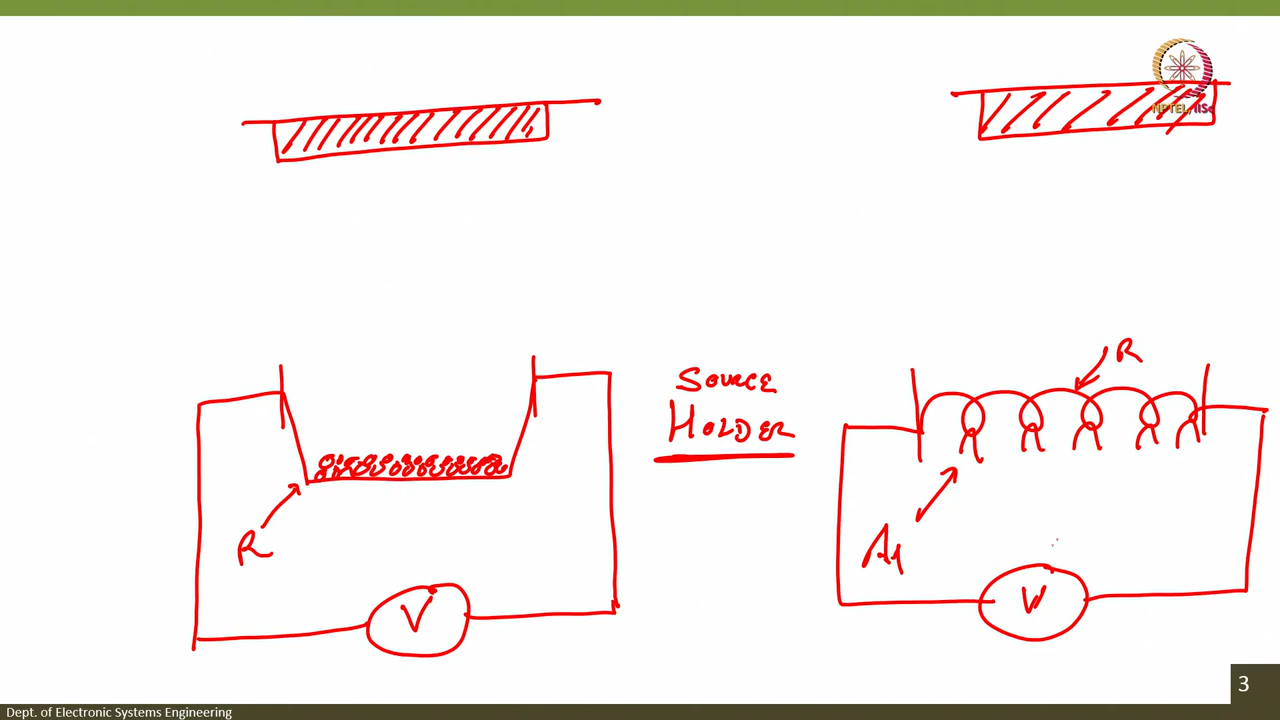 NPTEL, IISc
SOURCE
HOLDER
R
R
Al
V
V
3
Dept. of Electronic Systems Engineering